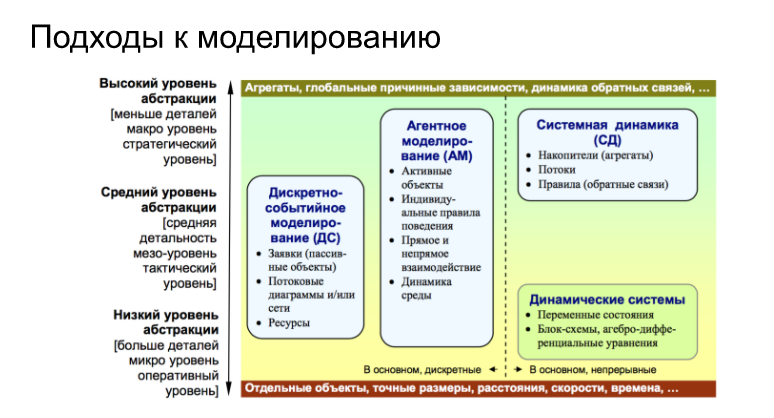 Подходы к моделированию
Высокий уровень
абстракции
[меньше деталей
макро уровень
стратегический
уровень]
Средний уровень
абстракции
[средняя
детальность
мезо-уровень
тактический
уровень]
Низкий уровень
абстракции
[больше деталей
микро уровень
оперативный
уровень]
Агрегаты, глобальные причинные зависимости, динамика обратных связей, ...
Дискретно-
событийное
моделиро-
вание (ДС)
• Заявки (пассив-
ные объекты)
• Потоковые
диаграммы и/или
сети
• Ресурсы
Агентное
моделиро-
вание (АМ)
• Активные
объекты
• Индивиду-
альные правила
поведения
• Прямое и
непрямое
взаимодействие
• Динамика
среды
Системная динамика
(СД)
• Накопители (агрегаты)
• Потоки
• Правила (обратные связи)
Динамические системы
• Переменные состояния
• Блок-схемы, агебро-диффе-
ренциальные уравнения
В основном, дискретные
В основном, непрерывные
Отдельные объекты, точные размеры, расстояния, скорости, времена, ...